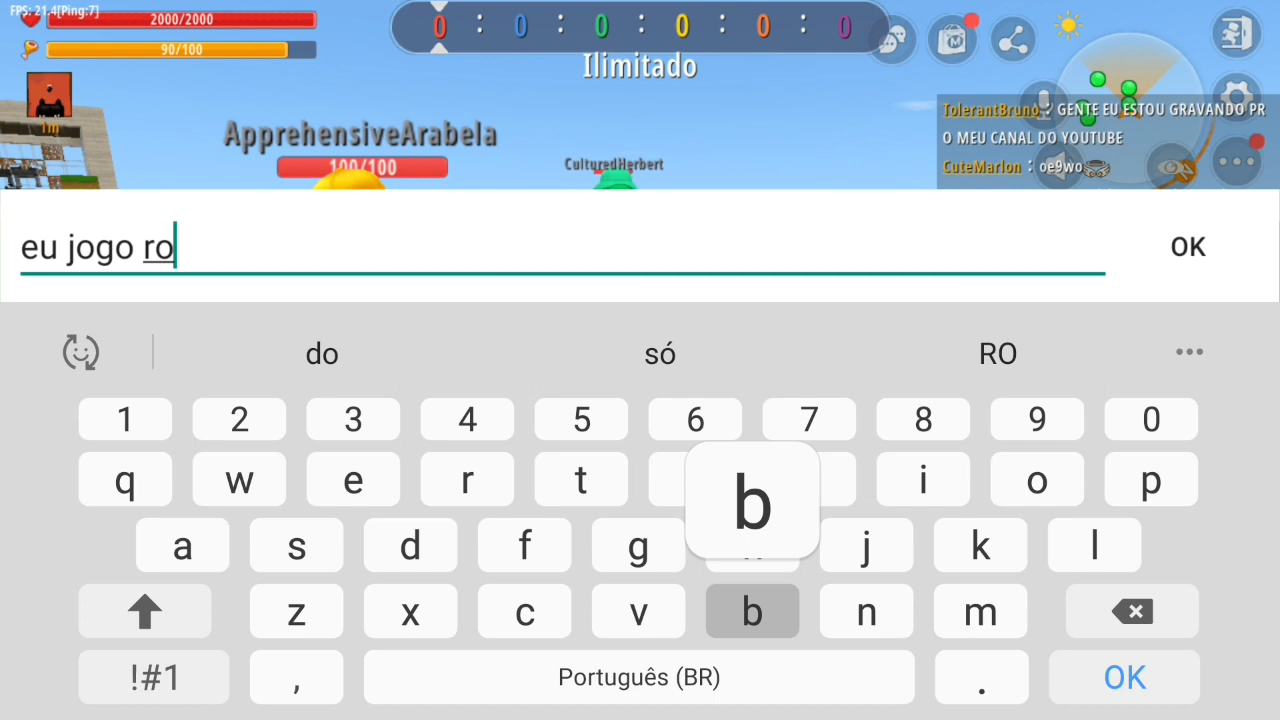 FPS: 21.4[Ping:7]
2000/2000
90/100
1m
0 : 0 : 0 : 0 : 0 : 0
Ilimitado
M
ApprehensiveArabela
100/100
CulturedHerbert
TolerantBruno : GENTE EU ESTOU GRAVANDO PR
O MEU CANAL DO YOUTUBE
CuteMarlon : oe9wo
eu jogo ro
OK
do só RO
1 2 3 4 5 6 7 8 9 0
q w e r t i o p
b
a s d f g j k l
z x c v b n m
!#1 , Português (BR) . OK